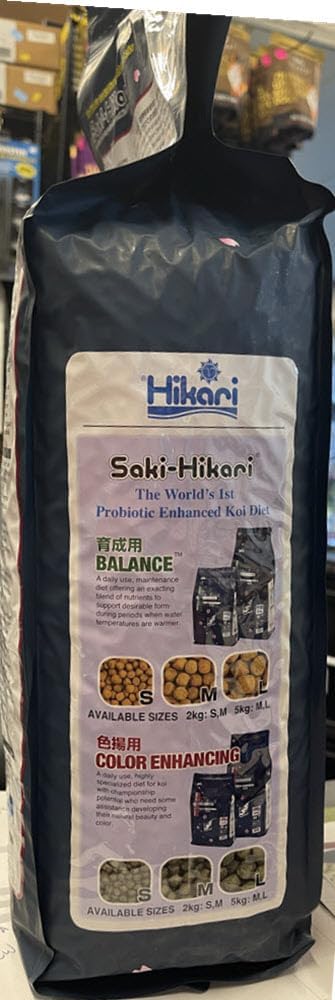 Hikari
Saki-Hikari®
The World's 1st
Probiotic Enhanced Koi Diet
育成用
BALANCE™
A daily use, maintenance
diet offering an exacting
blend of nutrients to
support desirable form
during periods when water
temperatures are warmer.
S M L
AVAILABLE SIZES 2kg: S,M 5kg: M,L
色揚用
COLOR ENHANCING
A daily use, highly
specialized diet for koi
with championship
potential who need some
assistance developing
their natural beauty and
color.
S M L
AVAILABLE SIZES 2kg: S,M 5kg: M,L